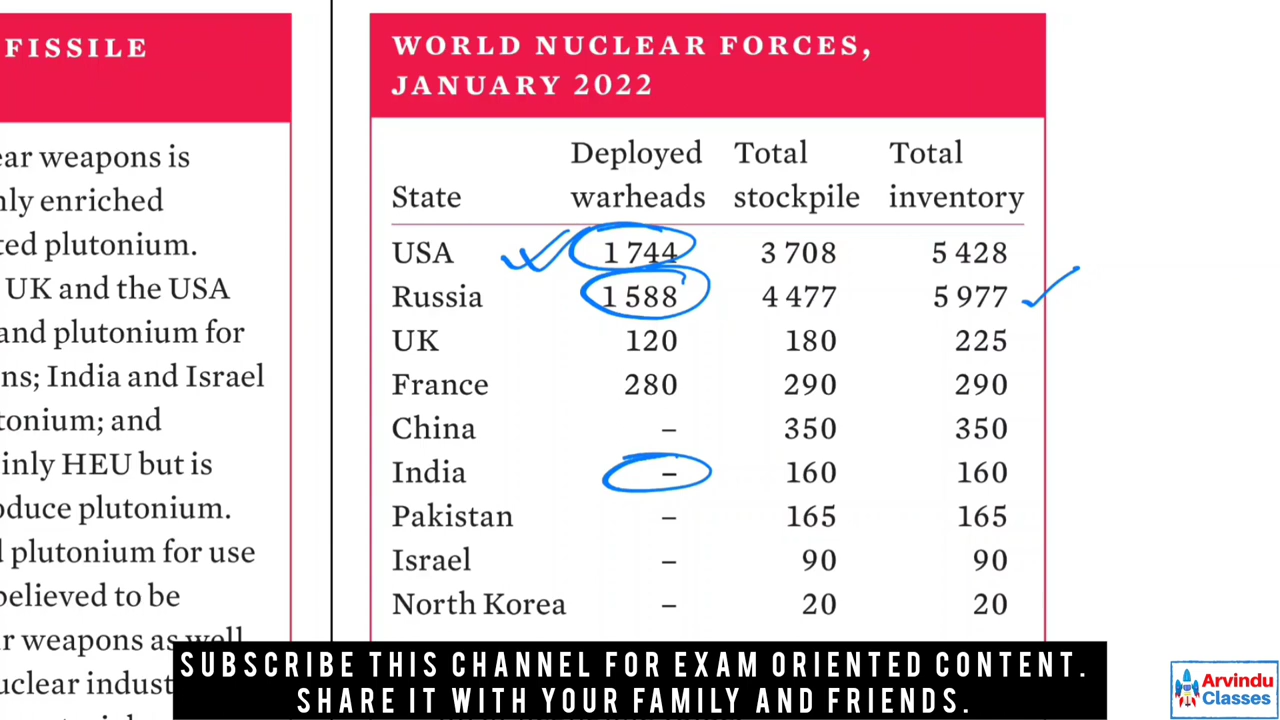 FISSILE
ear weapons is
nly enriched
ted plutonium.
UK and the USA
and plutonium for
ns; India and Israel
tonium; and
inly HEU but is
oduce plutonium.
l plutonium for use
believed to be
r weapons as well
uclear indust
WORLD NUCLEAR FORCES,
JANUARY 2022
State Deployed warheads Total stockpile Total inventory
USA 1 744 3 708 5 428
Russia 1 588 4 477 5 977
UK 120 180 225
France 280 290 290
China – 350 350
India – 160 160
Pakistan – 165 165
Israel – 90 90
North Korea – 20 20
SUBSCRIBE THIS CHANNEL FOR EXAM ORIENTED CONTENT.
SHARE IT WITH YOUR FAMILY AND FRIENDS.
Arvindu
Classes